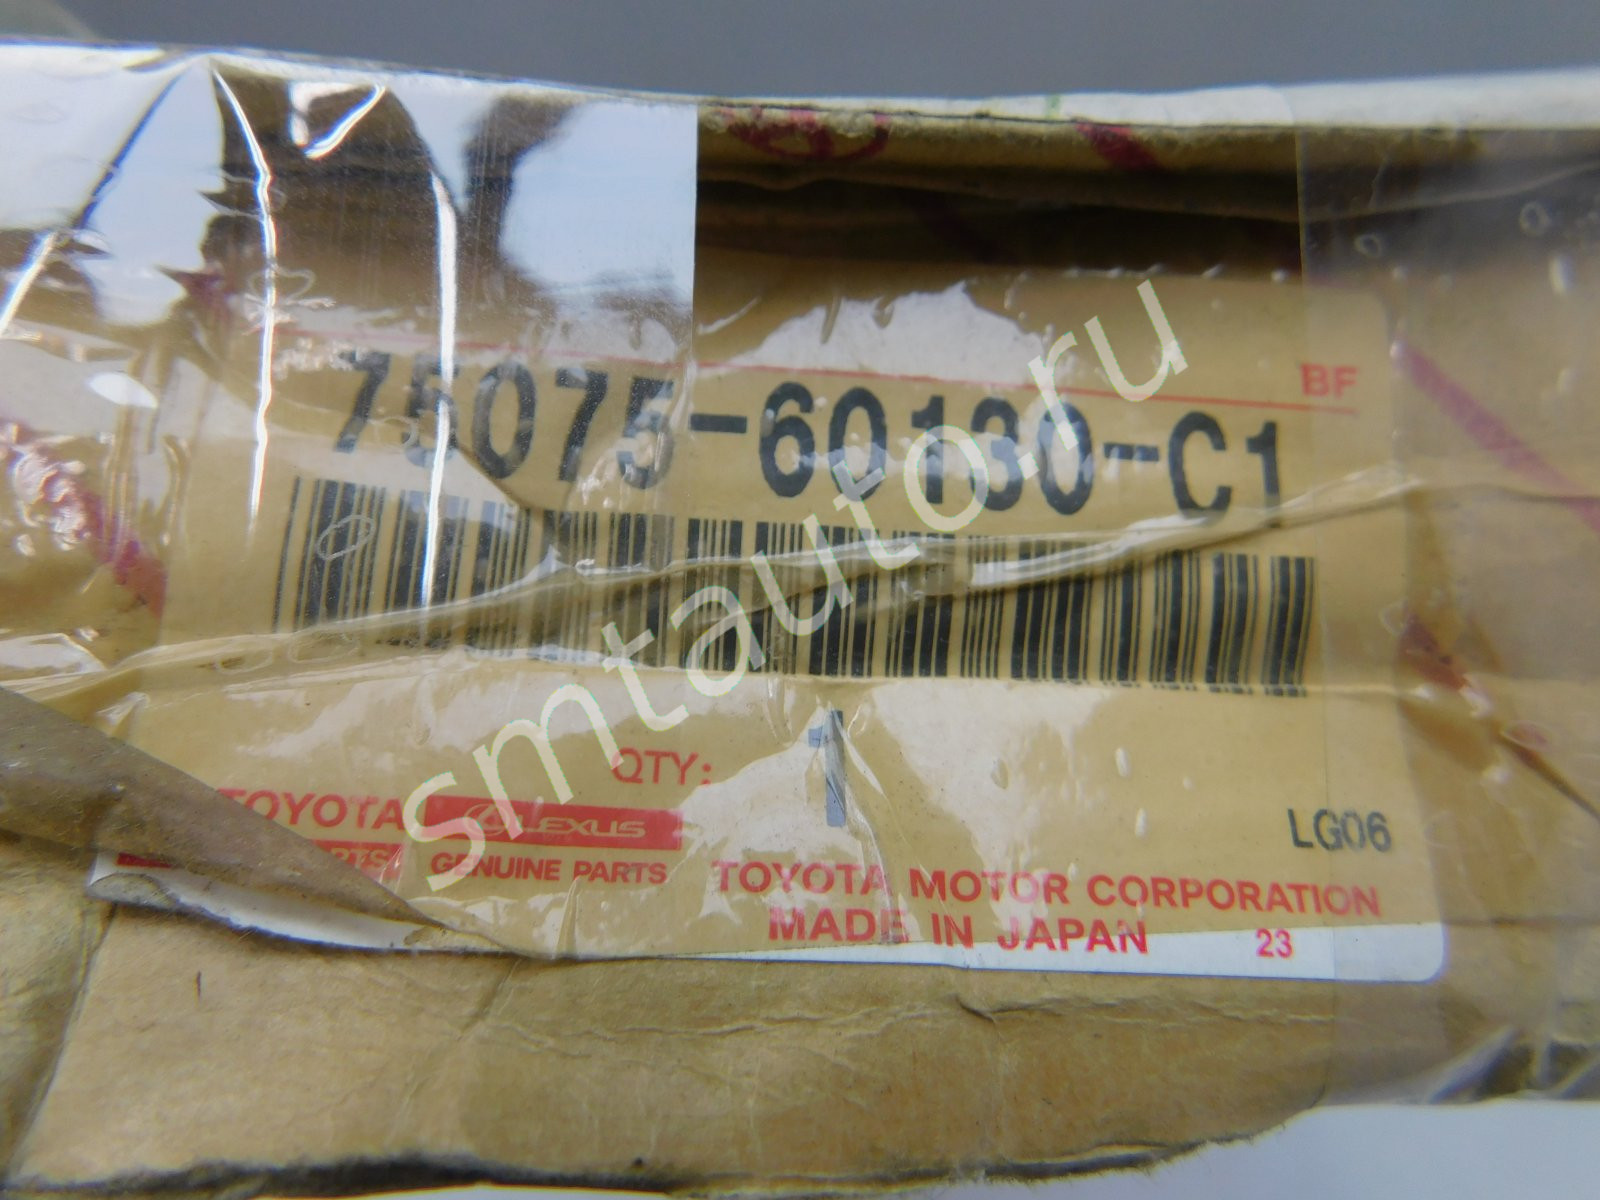 BF
75075-60130-C1
QTY: 1
LG06
TOYOTA LEXUS
PARTS GENUINE PARTS
TOYOTA MOTOR CORPORATION
MADE IN JAPAN 23
smtauto.ru